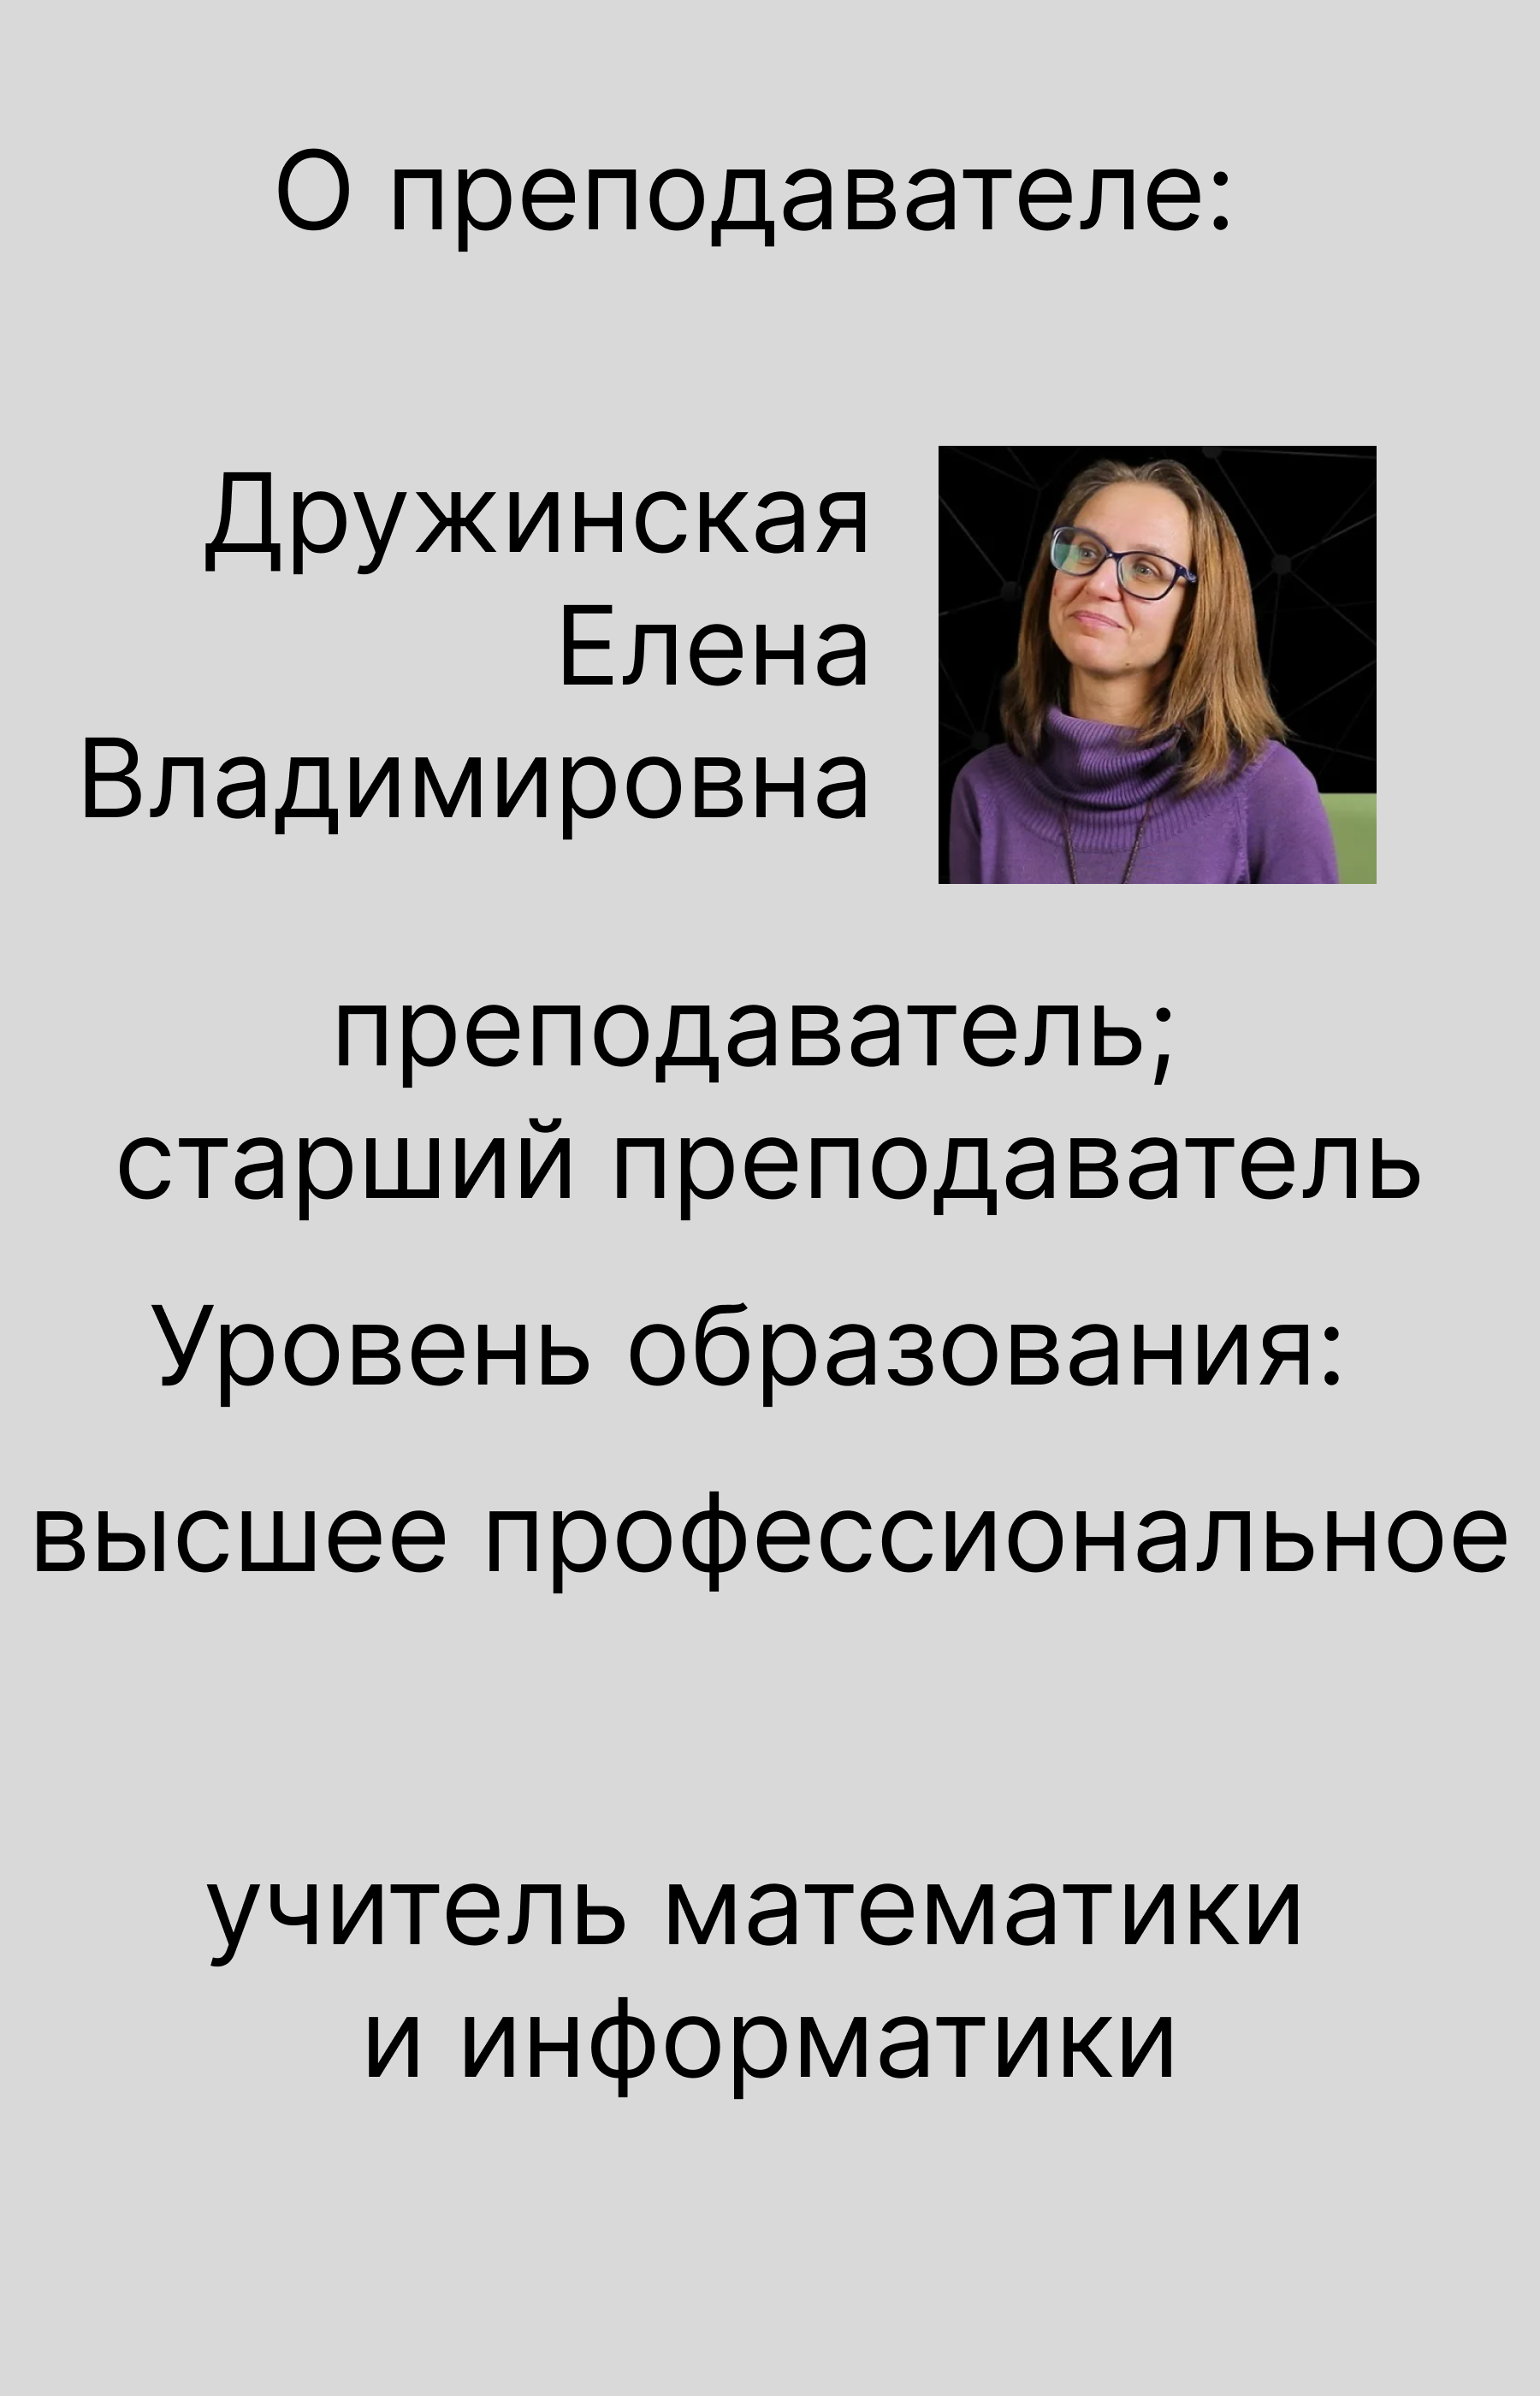 О преподавателе:
Дружинская
Елена
Владимировна
преподаватель;
старший преподаватель
Уровень образования:
высшее профессиональное
учитель математики
и информатики